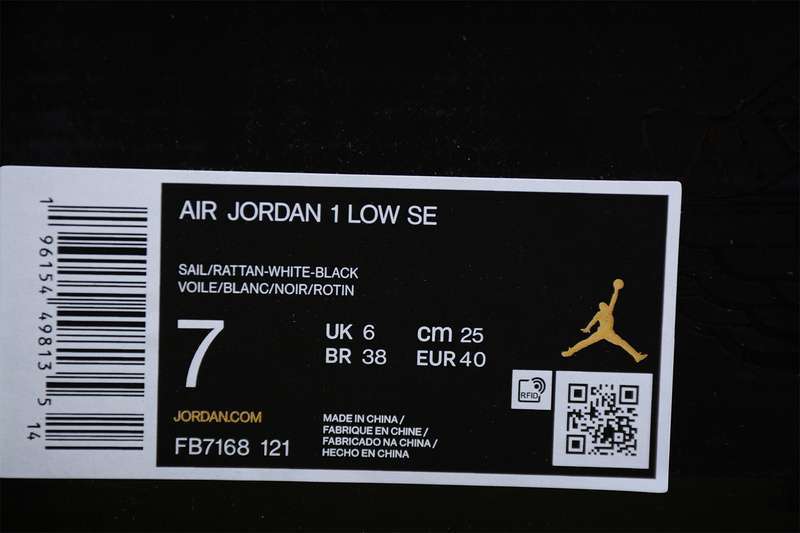 AIR JORDAN 1 LOW SE
SAIL/RATTAN-WHITE-BLACK
VOILE/BLANC/NOIR/ROTIN
7
UK 6 cm 25
BR 38 EUR 40
RFID
JORDAN.COM
FB7168 121
MADE IN CHINA /
FABRIQUE EN CHINE /
FABRICADO NA CHINA /
HECHO EN CHINA
1 96154 49813 5 14